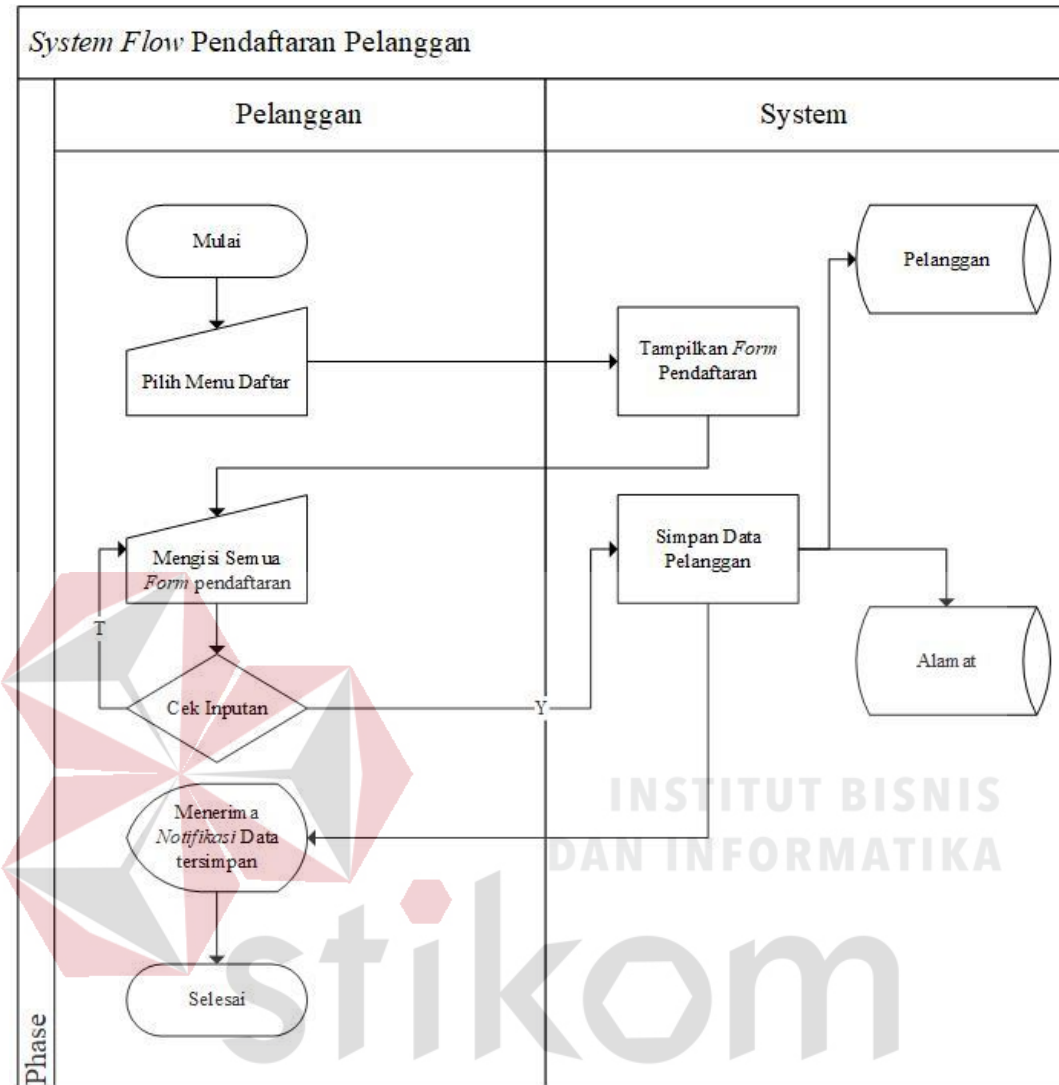 System Flow Pendaftaran Pelanggan
Pelanggan
System
Mulai
Pelanggan
Pilih Menu Daftar
Tampilkan Form
Pendaftaran
Mengisi Semua
Form pendaftaran
Simpan Data
Pelanggan
T
Cek Inputan
Y
Alamat
Menerima
Notifikasi Data
tersimpan
Selesai
Phase
INSTITUT BISNIS
DAN INFORMATIKA
stikom